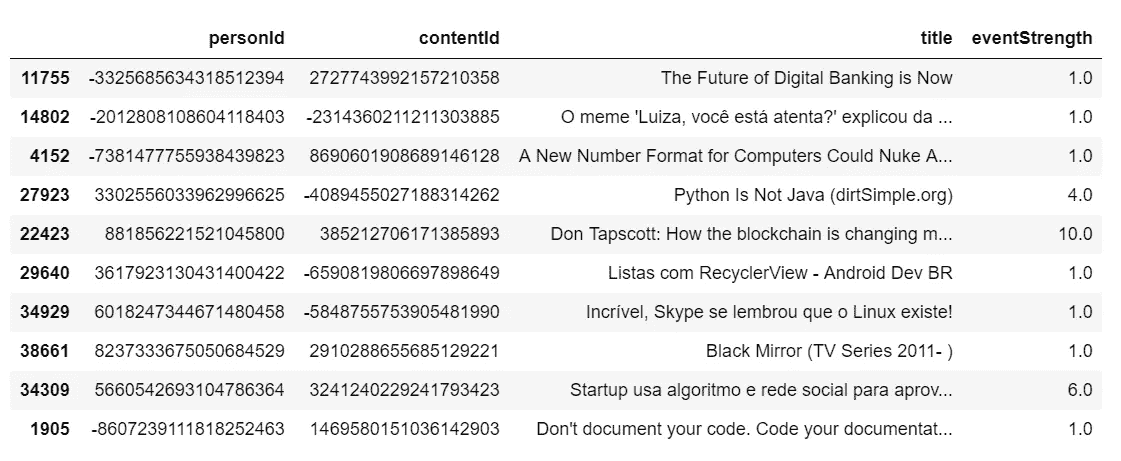 personId contentId title eventStrength
11755 -3325685634318512394 2727743992157210358 The Future of Digital Banking is Now 1.0
14802 -2012808108604118403 -2314360211211303885 O meme 'Luiza, você está atenta?' explicou da ... 1.0
4152 -7381477755938439823 8690601908689146128 A New Number Format for Computers Could Nuke A... 1.0
27923 3302556033962996625 -4089455027188314262 Python Is Not Java (dirtSimple.org) 4.0
22423 881856221521045800 385212706171385893 Don Tapscott: How the blockchain is changing m... 10.0
29640 3617923130431400422 -6590819806697898649 Listas com RecyclerView - Android Dev BR 1.0
34929 6018247344671480458 -5848755753905481990 Incrível, Skype se lembrou que o Linux existe! 1.0
38661 8237333675050684529 2910288655685129221 Black Mirror (TV Series 2011- ) 1.0
34309 5660542693104786364 3241240229241793423 Startup usa algoritmo e rede social para aprov... 6.0
1905 -8607239111818252463 1469580151036142903 Don't document your code. Code your documentat... 1.0